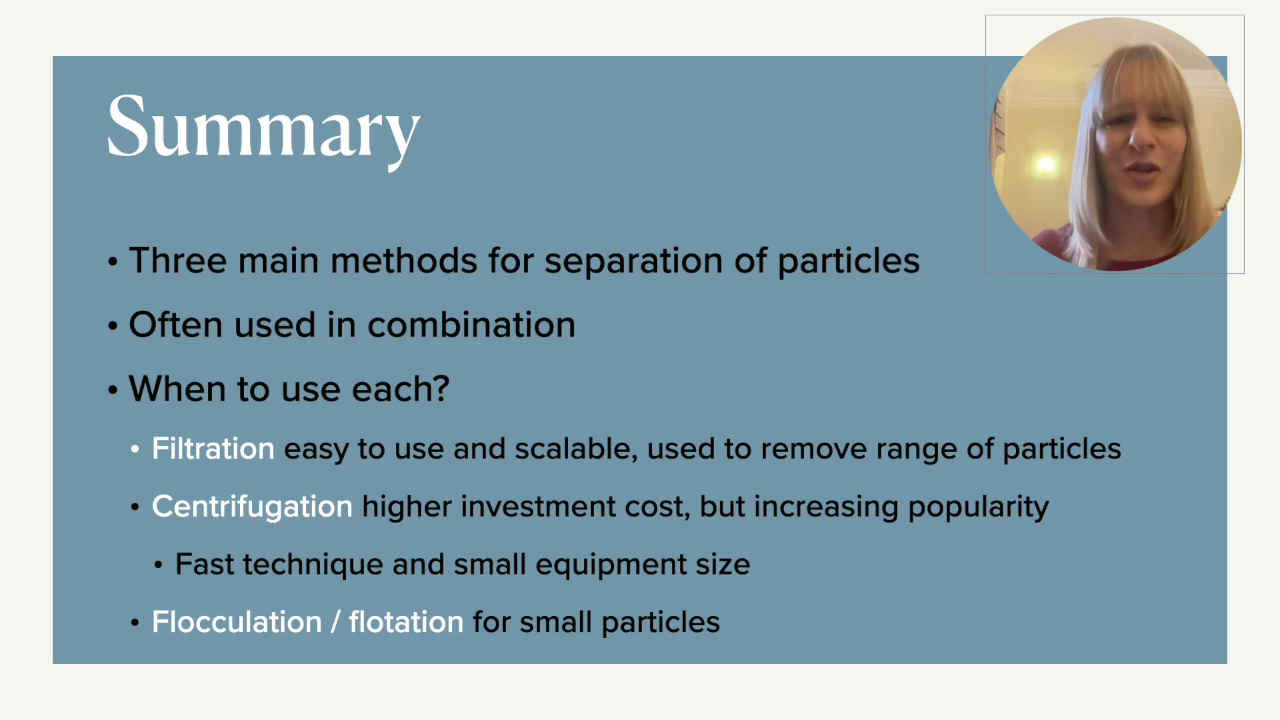 Summary
• Three main methods for separation of particles
• Often used in combination
• When to use each?
• Filtration easy to use and scalable, used to remove range of particles
• Centrifugation higher investment cost, but increasing popularity
• Fast technique and small equipment size
• Flocculation / flotation for small particles